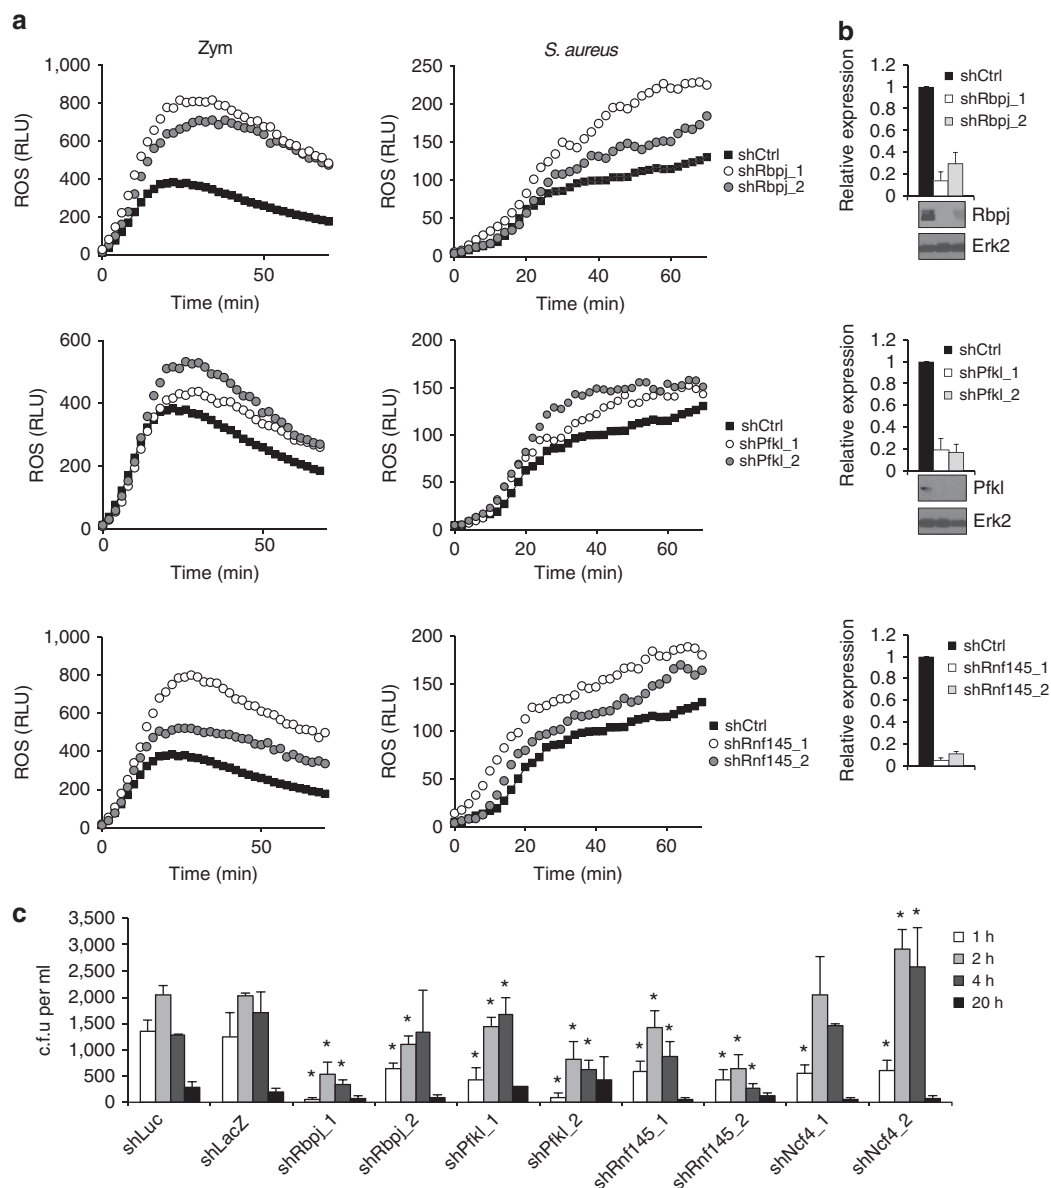 a
Zym
S. aureus
b
ROS (RLU)
1,000
800
600
400
200
0
0
50
Time (min)
ROS (RLU)
250
200
150
100
50
0
0
20
40
60
Time (min)
shCtrl
shRbpj_1
shRbpj_2
Relative expression
1.2
1
0.8
0.6
0.4
0.2
0
shCtrl
shRbpj_1
shRbpj_2
Rbpj
Erk2
ROS (RLU)
600
400
200
0
0
50
Time (min)
ROS (RLU)
200
150
100
50
0
0
20
40
60
Time (min)
shCtrl
shPfkl_1
shPfkl_2
Relative expression
1.2
1
0.8
0.6
0.4
0.2
0
shCtrl
shPfkl_1
shPfkl_2
Pfkl
Erk2
ROS (RLU)
1,000
800
600
400
200
0
0
50
Time (min)
ROS (RLU)
200
150
100
50
0
0
20
40
60
Time (min)
shCtrl
shRnf145_1
shRnf145_2
Relative expression
1.2
1
0.8
0.6
0.4
0.2
0
shCtrl
shRnf145_1
shRnf145_2
c
c.f.u per ml
3,500
3,000
2,500
2,000
1,500
1,000
500
0
* * * * * * * * * * * * * * * * * * * *
1 h
2 h
4 h
20 h
shLuc
shLacZ
shRbpj_1
shRbpj_2
shPfkl_1
shPfkl_2
shRnf145_1
shRnf145_2
shNcf4_1
shNcf4_2